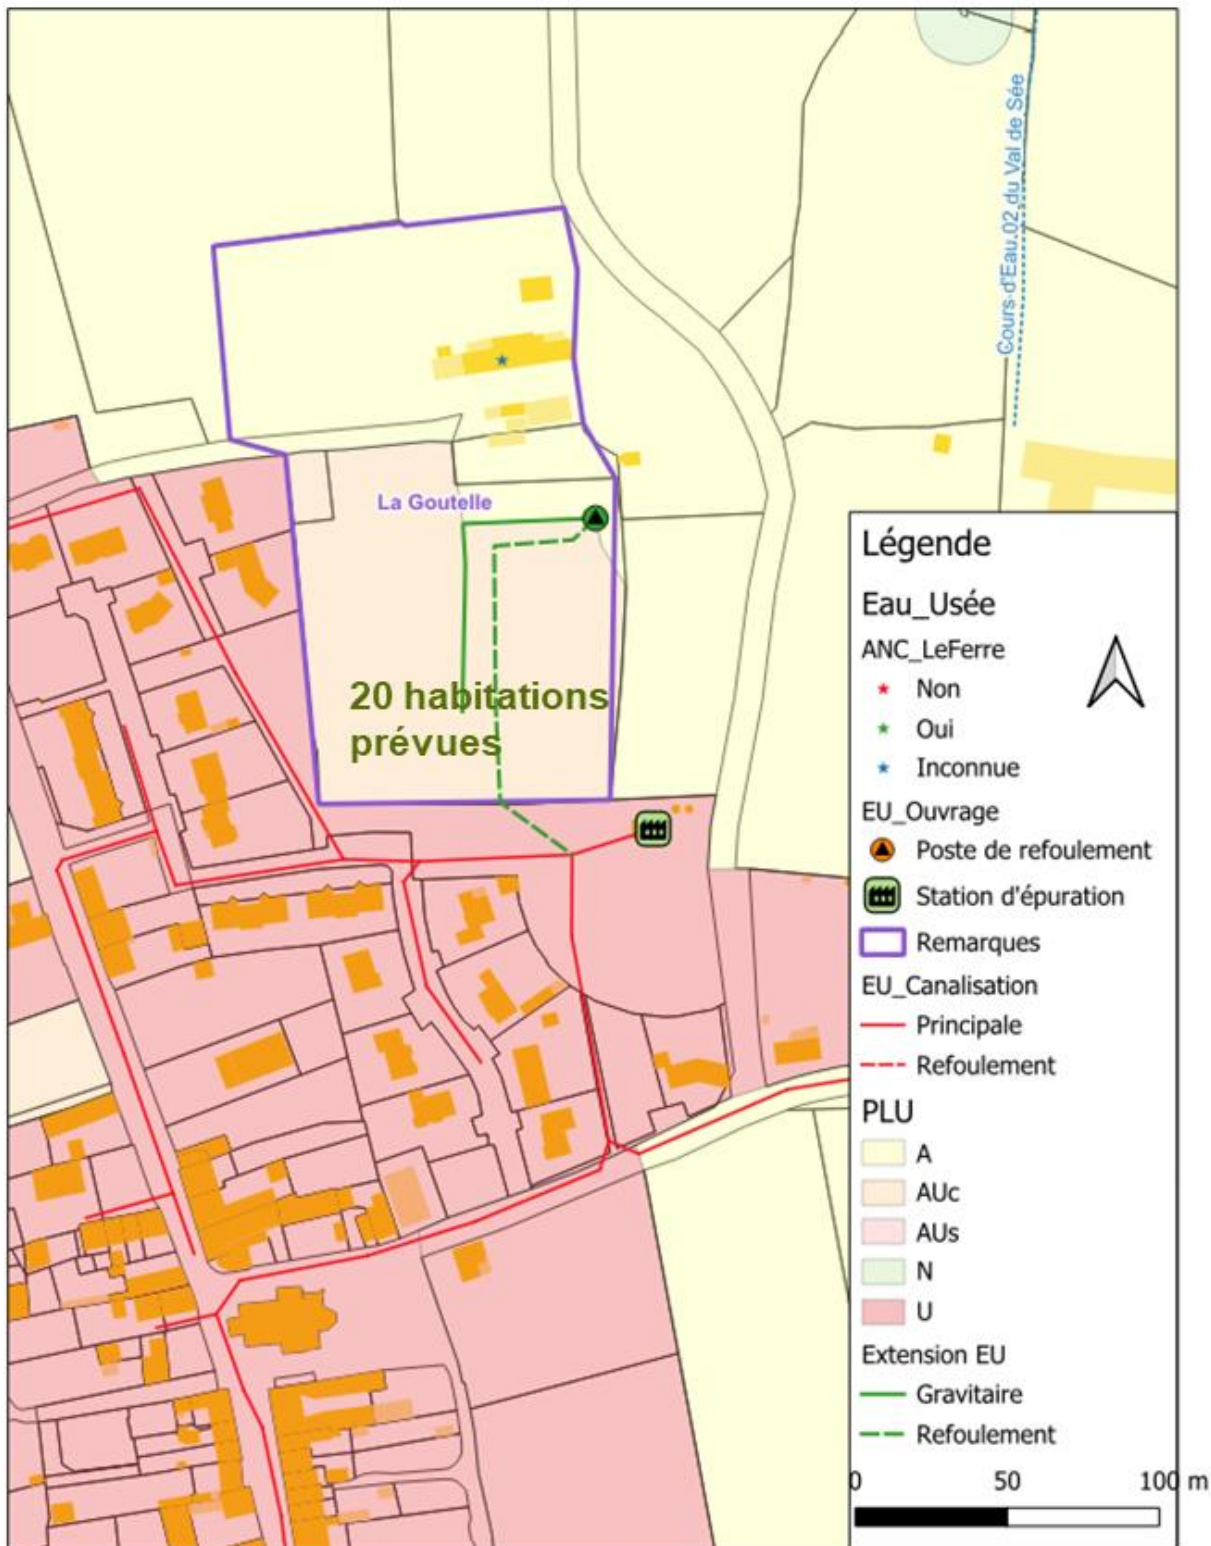 Cours-d'Eau.02 du Val de Sée
La Goutelle
20 habitations
prévues
Légende
Eau_Usée
ANC_LeFerre
Non
Oui
Inconnue
EU_Ouvrage
Poste de refoulement
Station d'épuration
Remarques
EU_Canalisation
Principale
Refoulement
PLU
A
AUc
AUs
N
U
Extension EU
Gravitaire
Refoulement
0 50 100 m